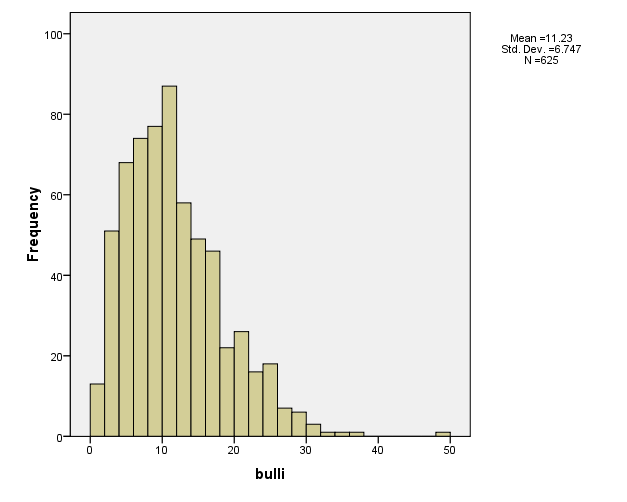 100
80
60
40
20
0
Frequency
0 10 20 30 40 50
bulli
Mean =11.23
Std. Dev. =6.747
N =625